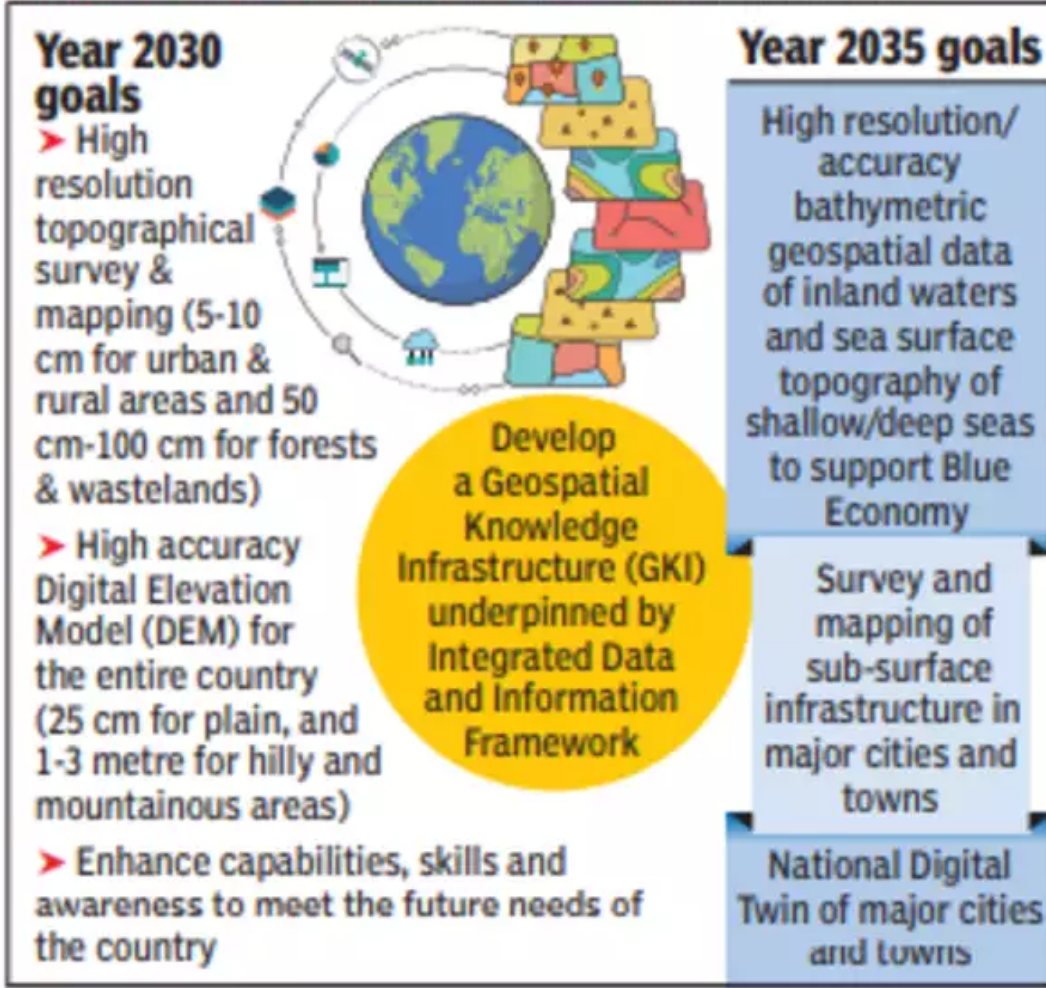 Year 2030
goals
➤ High
resolution
topographical
survey &
mapping (5-10
cm for urban &
rural areas and 50
cm-100 cm for forests
& wastelands)
➤ High accuracy
Digital Elevation
Model (DEM) for
the entire country
(25 cm for plain, and
1-3 metre for hilly and
mountainous areas)
➤ Enhance capabilities, skills and
awareness to meet the future needs of
the country
Develop
a Geospatial
Knowledge
Infrastructure (GKI)
underpinned by
Integrated Data
and Information
Framework
Year 2035 goals
High resolution/
accuracy
bathymetric
geospatial data
of inland waters
and sea surface
topography of
shallow/deep seas
to support Blue
Economy
Survey and
mapping of
sub-surface
infrastructure in
major cities and
towns
National Digital
Twin of major cities
and towns